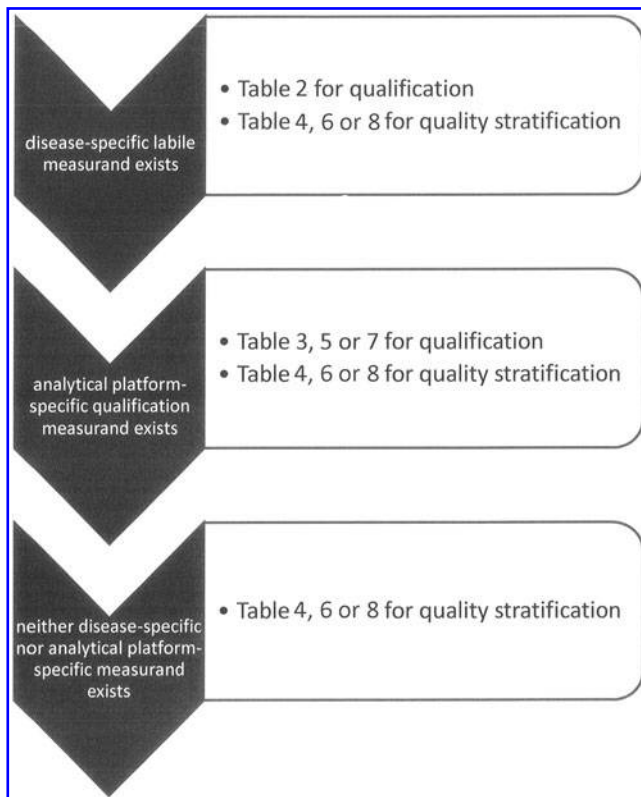 disease-specific labile
measurand exists
• Table 2 for qualification
• Table 4, 6 or 8 for quality stratification
analytical platform-
specific qualification
measurand exists
• Table 3, 5 or 7 for qualification
• Table 4, 6 or 8 for quality stratification
neither disease-specific
nor analytical platform-
specific measurand
exists
• Table 4, 6 or 8 for quality stratification